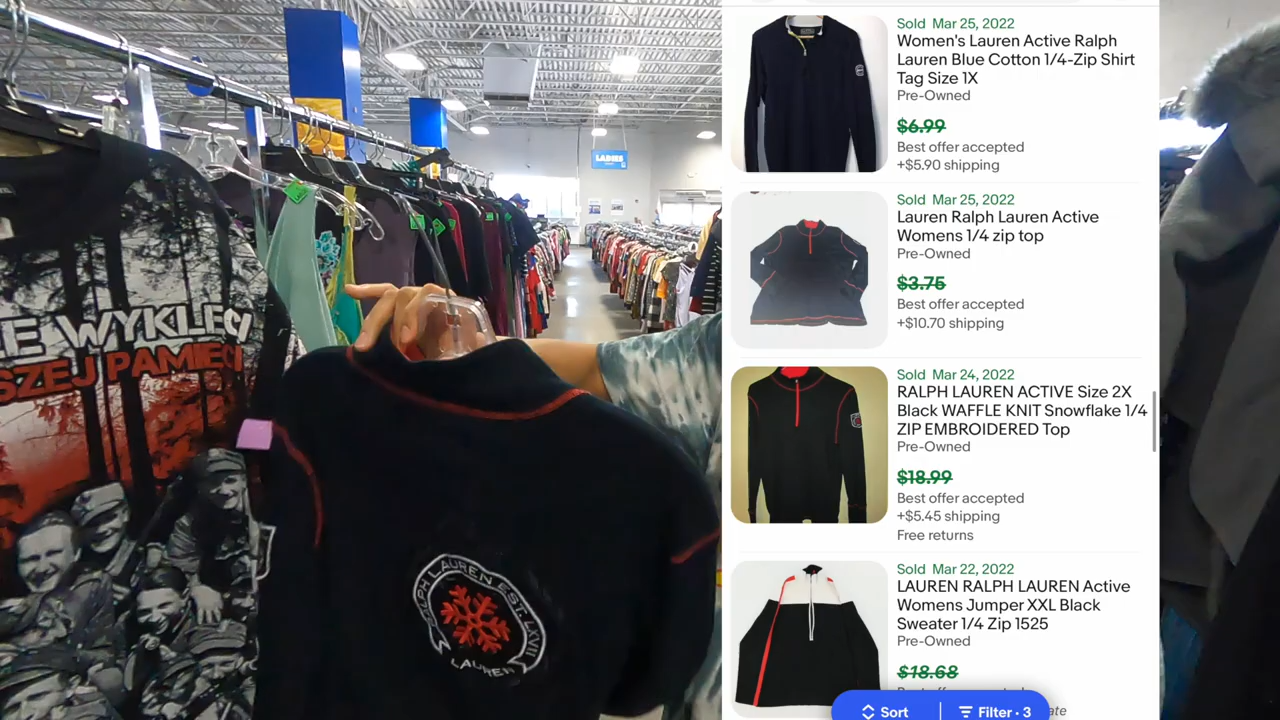 LADIES
E WYKLĘCI
SZEJ PAMIĘCI
RALPH LAUREN EST. LXVII
LAUREN
Sold Mar 25, 2022
Women's Lauren Active Ralph
Lauren Blue Cotton 1/4-Zip Shirt
Tag Size 1X
Pre-Owned
$6.99
Best offer accepted
+$5.90 shipping
Sold Mar 25, 2022
Lauren Ralph Lauren Active
Womens 1/4 zip top
Pre-Owned
$3.75
Best offer accepted
+$10.70 shipping
Sold Mar 24, 2022
RALPH LAUREN ACTIVE Size 2X
Black WAFFLE KNIT Snowflake 1/4
ZIP EMBROIDERED Top
Pre-Owned
$18.99
Best offer accepted
+$5.45 shipping
Free returns
Sold Mar 22, 2022
LAUREN RALPH LAUREN Active
Womens Jumper XXL Black
Sweater 1/4 Zip 1525
Pre-Owned
$18.68
Sort
Filter · 3